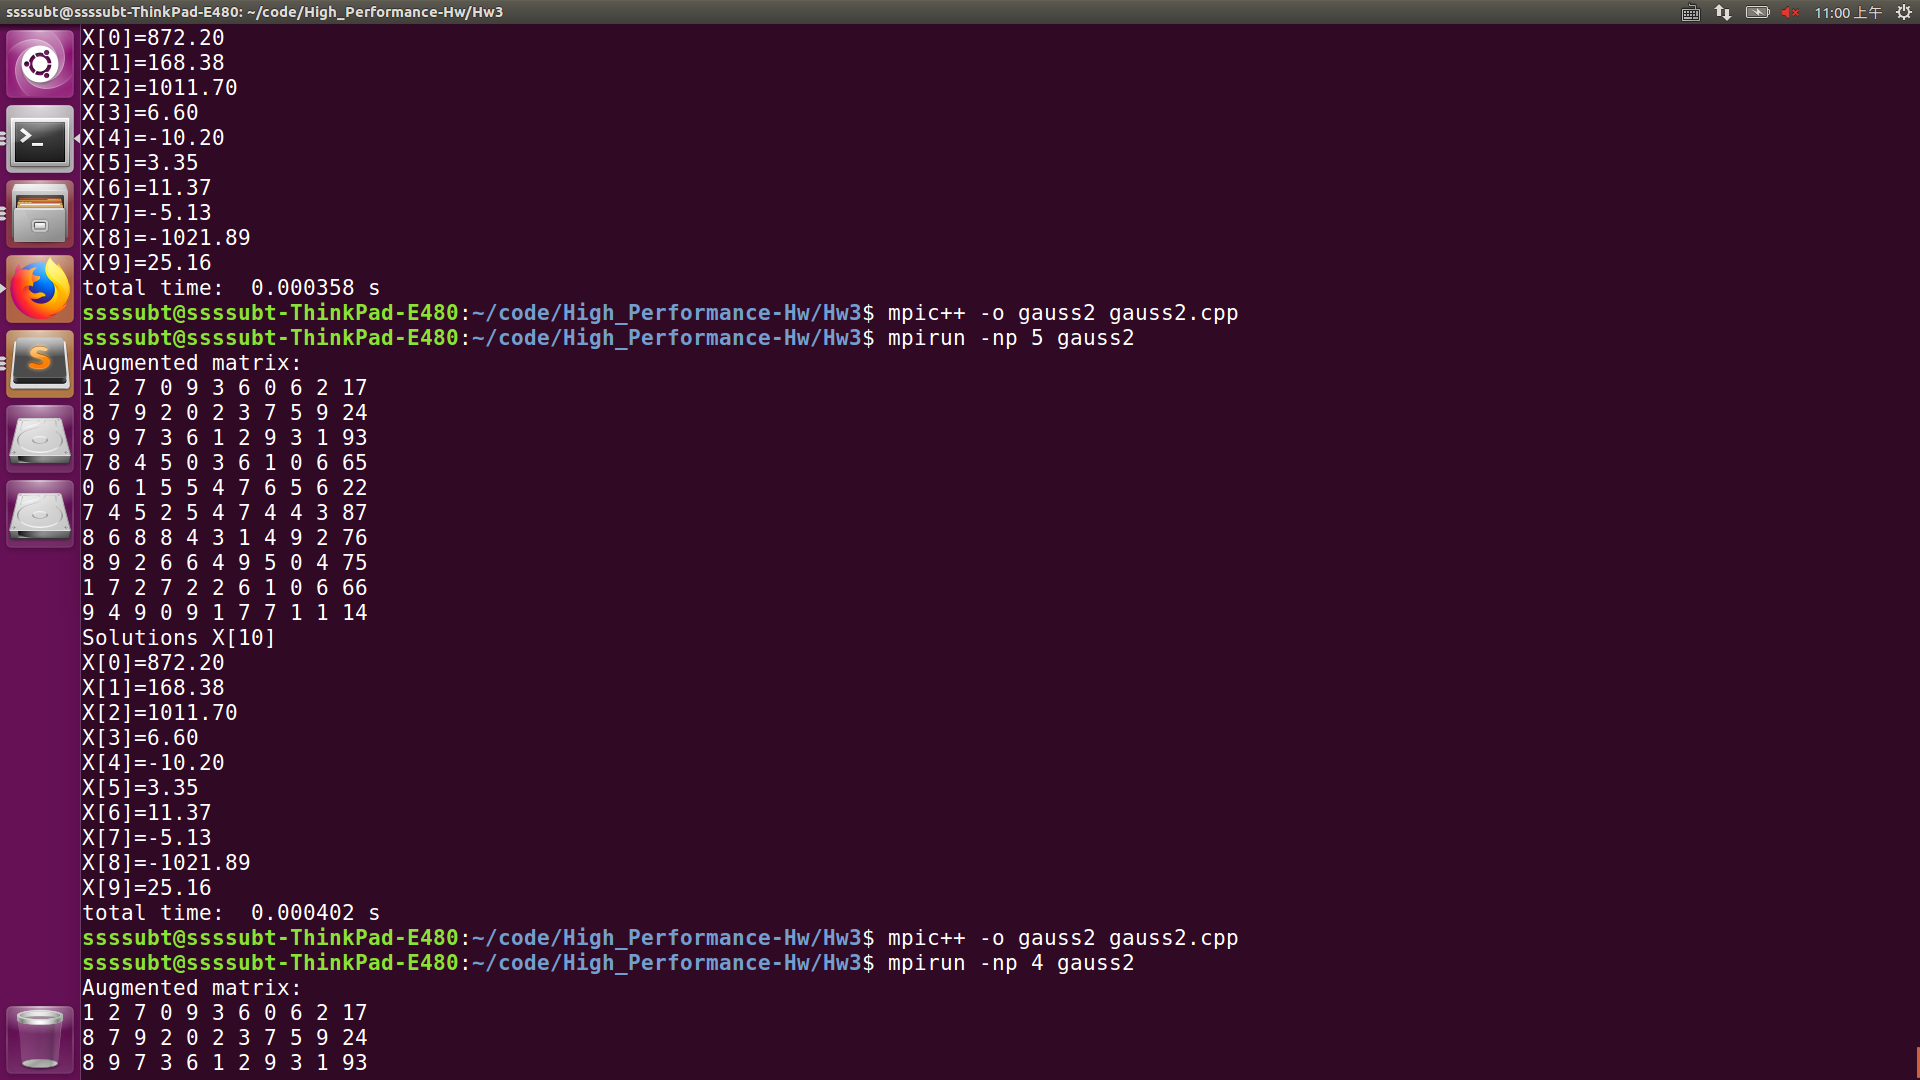 ssssubt@ssssubt-ThinkPad-E480: ~/code/High_Performance-Hw/Hw3
11:00 上午
X[0]=872.20
X[1]=168.38
X[2]=1011.70
X[3]=6.60
X[4]=-10.20
X[5]=3.35
X[6]=11.37
X[7]=-5.13
X[8]=-1021.89
X[9]=25.16
total time:  0.000358 s
ssssubt@ssssubt-ThinkPad-E480:~/code/High_Performance-Hw/Hw3$ mpic++ -o gauss2 gauss2.cpp
ssssubt@ssssubt-ThinkPad-E480:~/code/High_Performance-Hw/Hw3$ mpirun -np 5 gauss2
Augmented matrix:
1 2 7 0 9 3 6 0 6 2 17
8 7 9 2 0 2 3 7 5 9 24
8 9 7 3 6 1 2 9 3 1 93
7 8 4 5 0 3 6 1 0 6 65
0 6 1 5 5 4 7 6 5 6 22
7 4 5 2 5 4 7 4 4 3 87
8 6 8 8 4 3 1 4 9 2 76
8 9 2 6 6 4 9 5 0 4 75
1 7 2 7 2 2 6 1 0 6 66
9 4 9 0 9 1 7 7 1 1 14
Solutions X[10]
X[0]=872.20
X[1]=168.38
X[2]=1011.70
X[3]=6.60
X[4]=-10.20
X[5]=3.35
X[6]=11.37
X[7]=-5.13
X[8]=-1021.89
X[9]=25.16
total time:  0.000402 s
ssssubt@ssssubt-ThinkPad-E480:~/code/High_Performance-Hw/Hw3$ mpic++ -o gauss2 gauss2.cpp
ssssubt@ssssubt-ThinkPad-E480:~/code/High_Performance-Hw/Hw3$ mpirun -np 4 gauss2
Augmented matrix:
1 2 7 0 9 3 6 0 6 2 17
8 7 9 2 0 2 3 7 5 9 24
8 9 7 3 6 1 2 9 3 1 93